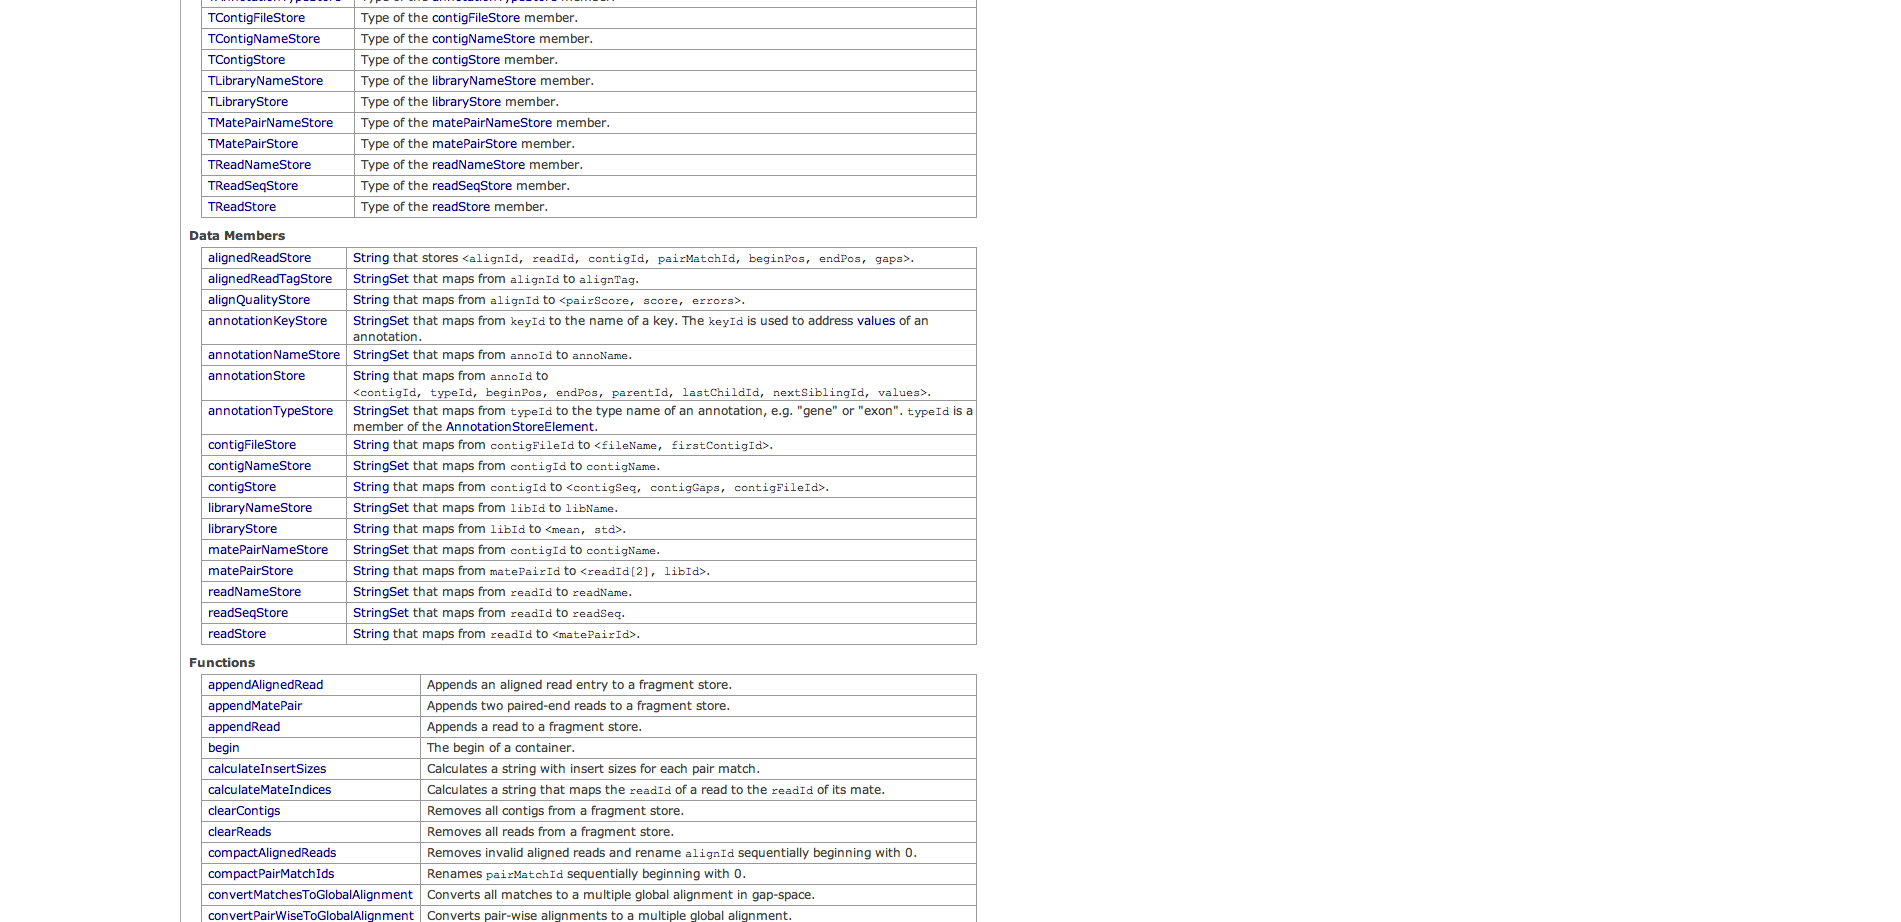 TContigFileStore Type of the contigFileStore member.
TContigNameStore Type of the contigNameStore member.
TContigStore Type of the contigStore member.
TLibraryNameStore Type of the libraryNameStore member.
TLibraryStore Type of the libraryStore member.
TMatePairNameStore Type of the matePairNameStore member.
TMatePairStore Type of the matePairStore member.
TReadNameStore Type of the readNameStore member.
TReadSeqStore Type of the readSeqStore member.
TReadStore Type of the readStore member.
Data Members
alignedReadStore String that stores <alignId, readId, contigId, pairMatchId, beginPos, endPos, gaps>.
alignedReadTagStore StringSet that maps from alignId to alignTag.
alignQualityStore String that maps from alignId to <pairScore, score, errors>.
annotationKeyStore StringSet that maps from keyId to the name of a key. The keyId is used to address values of an
annotation.
annotationNameStore StringSet that maps from annoId to annoName.
annotationStore String that maps from annoId to
<contigId, typeId, beginPos, endPos, parentId, lastChildId, nextSiblingId, values>.
annotationTypeStore StringSet that maps from typeId to the type name of an annotation, e.g. "gene" or "exon". typeId is a
member of the AnnotationStoreElement.
contigFileStore String that maps from contigFileId to <fileName, firstContigId>.
contigNameStore StringSet that maps from contigId to contigName.
contigStore String that maps from contigId to <contigSeq, contigGaps, contigFileId>.
libraryNameStore StringSet that maps from libId to libName.
libraryStore String that maps from libId to <mean, std>.
matePairNameStore StringSet that maps from contigId to contigName.
matePairStore String that maps from matePairId to <readId[2], libId>.
readNameStore StringSet that maps from readId to readName.
readSeqStore StringSet that maps from readId to readSeq.
readStore String that maps from readId to <matePairId>.
Functions
appendAlignedRead Appends an aligned read entry to a fragment store.
appendMatePair Appends two paired-end reads to a fragment store.
appendRead Appends a read to a fragment store.
begin The begin of a container.
calculateInsertSizes Calculates a string with insert sizes for each pair match.
calculateMateIndices Calculates a string that maps the readId of a read to the readId of its mate.
clearContigs Removes all contigs from a fragment store.
clearReads Removes all reads from a fragment store.
compactAlignedReads Removes invalid aligned reads and rename alignId sequentially beginning with 0.
compactPairMatchIds Renames pairMatchId sequentially beginning with 0.
convertMatchesToGlobalAlignment Converts all matches to a multiple global alignment in gap-space.
convertPairWiseToGlobalAlignment Converts pair-wise alignments to a multiple global alignment.